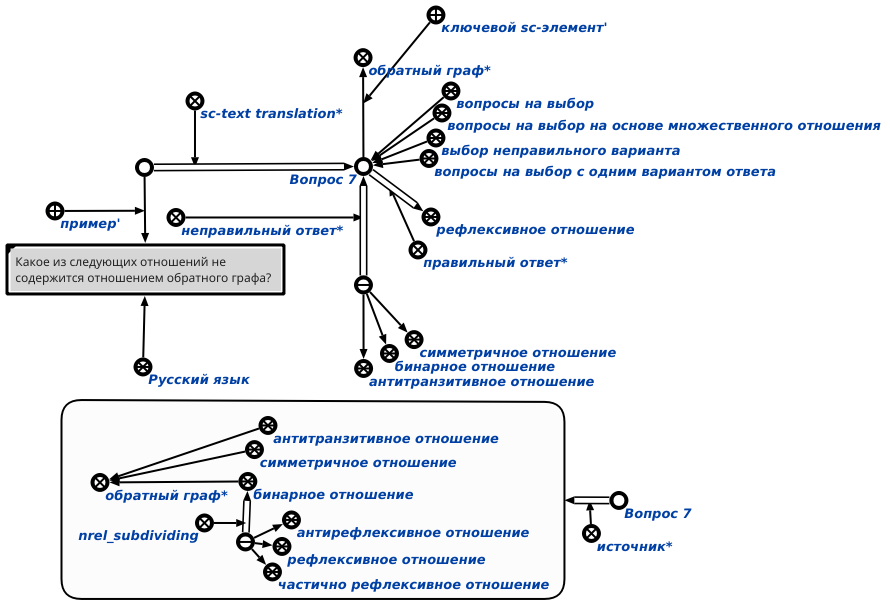 ключевой sc-элемент'
обратный граф*
вопросы на выбор
sc-text translation*
вопросы на выбор на основе множественного отношения
выбор неправильного варианта
вопросы на выбор с одним вариантом ответа
Вопрос 7
пример'
неправильный ответ*
рефлексивное отношение
правильный ответ*
Какое из следующих отношений не
содержится отношением обратного графа?
симметричное отношение
бинарное отношение
Русский язык
антитранзитивное отношение
антитранзитивное отношение
симметричное отношение
обратный граф*
бинарное отношение
Вопрос 7
nrel_subdividing
антирефлексивное отношение
источник*
рефлексивное отношение
частично рефлексивное отношение